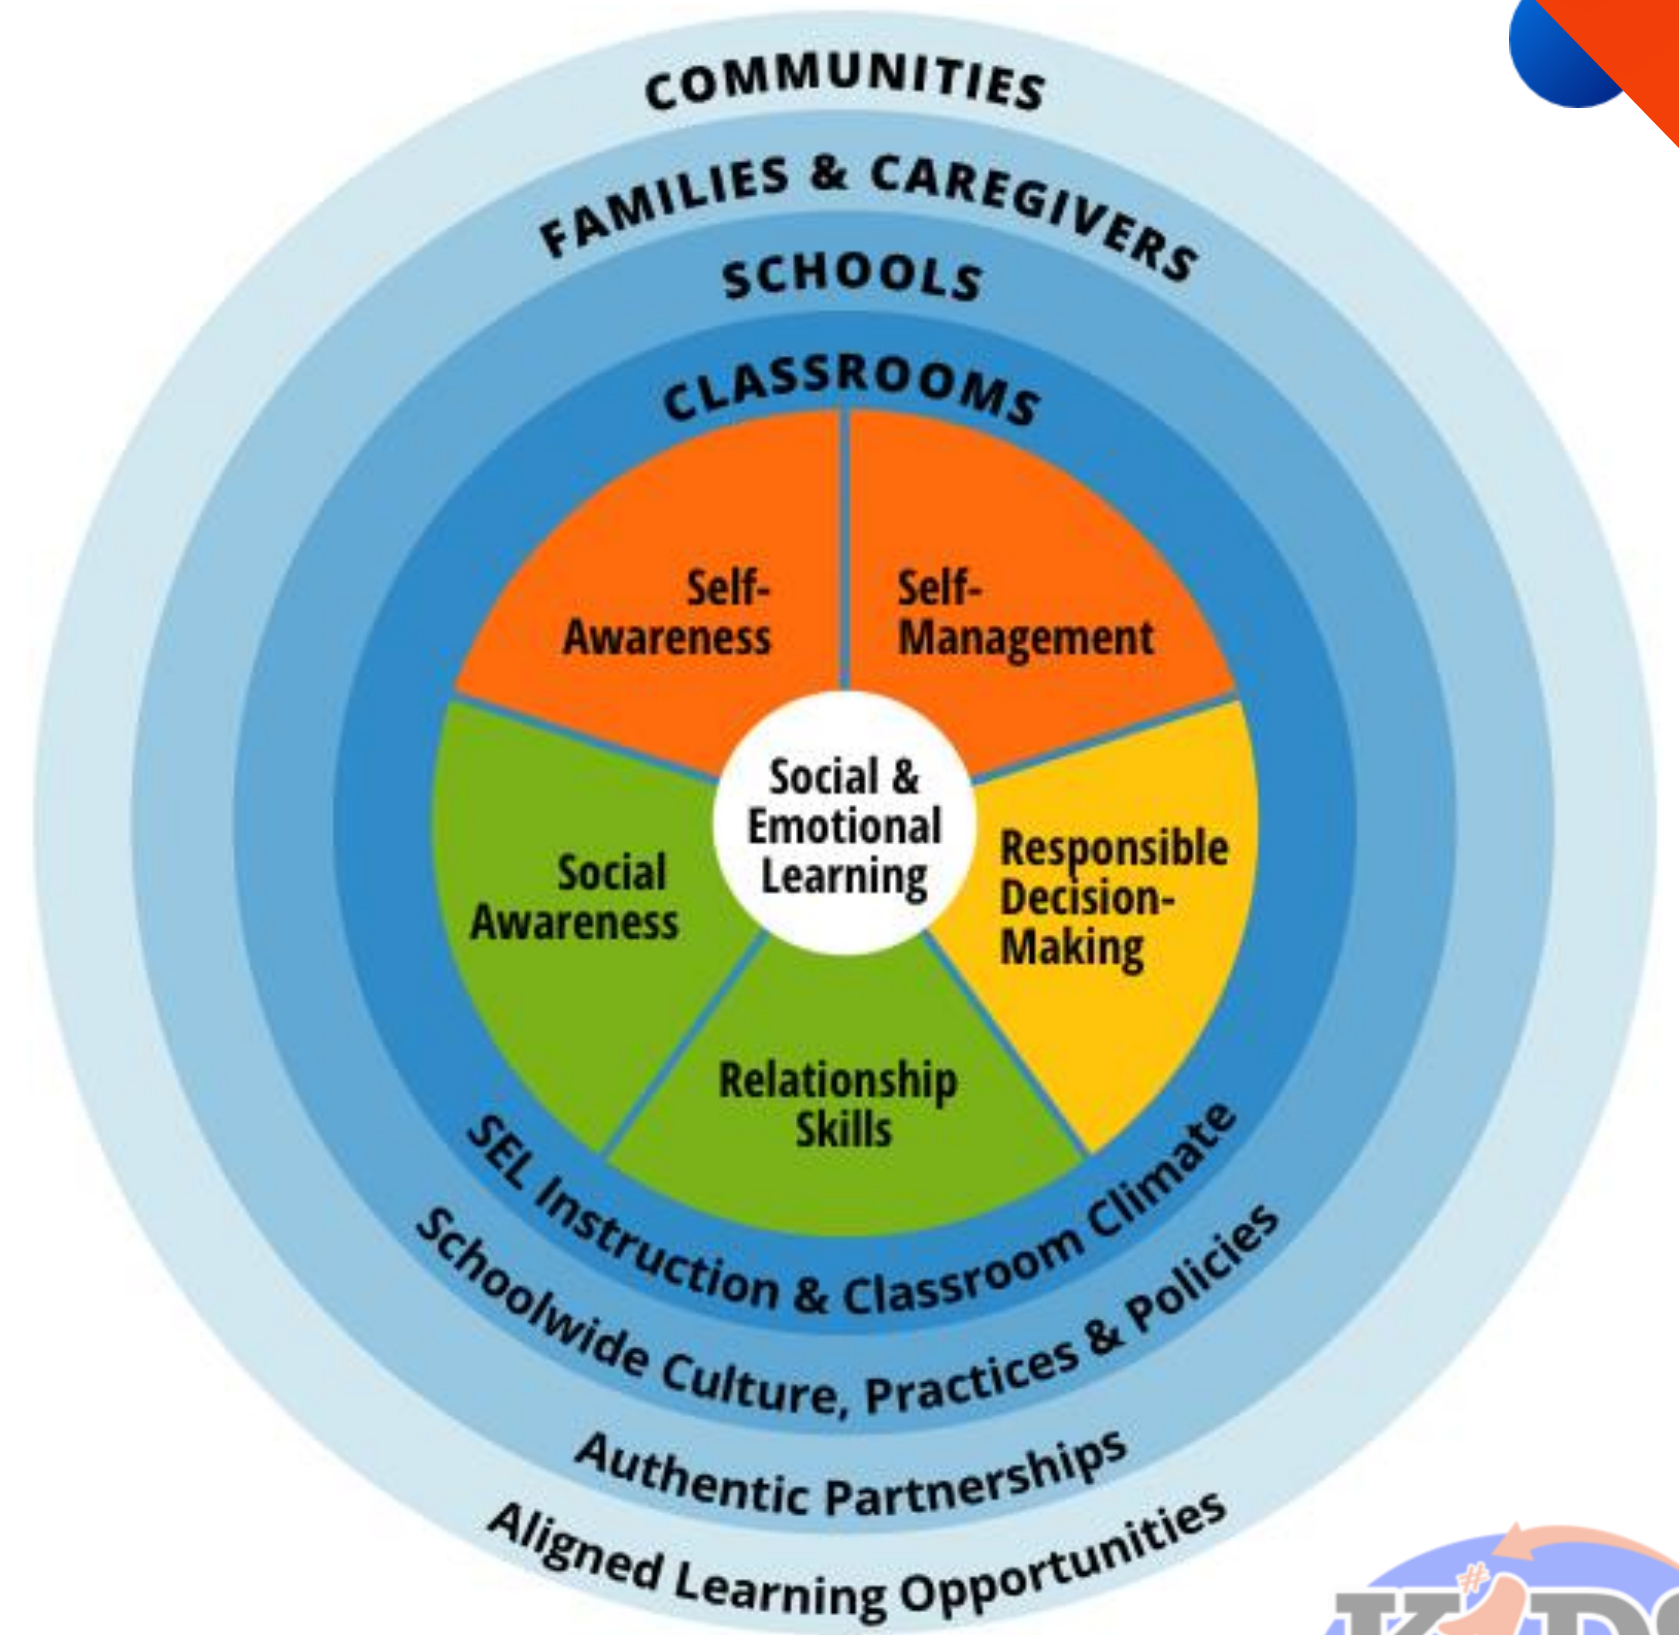 COMMUNITIES
FAMILIES & CAREGIVERS
SCHOOLS
CLASSROOMS
Self-
Awareness
Self-
Management
Social &
Emotional
Learning
Social
Awareness
Responsible
Decision-
Making
Relationship
Skills
SEL Instruction & Classroom Climate
Schoolwide Culture, Practices & Policies
Authentic Partnerships
Aligned Learning Opportunities
#